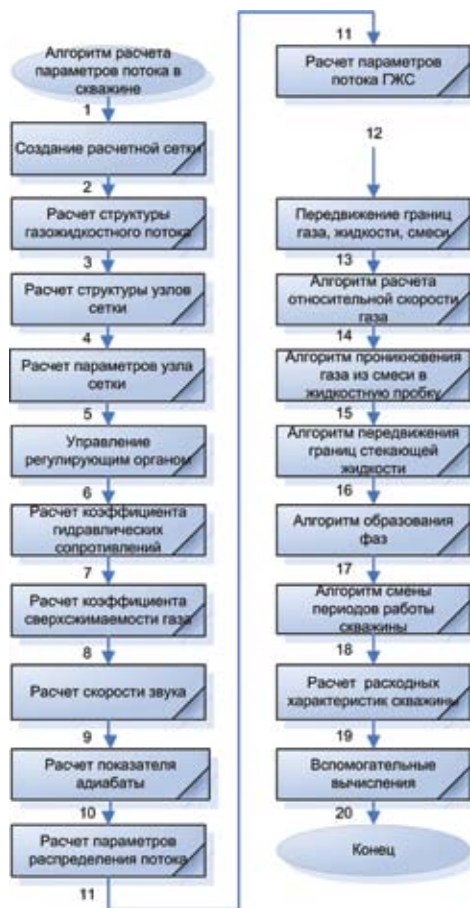 Алгоритм расчета
параметров потока в
скважине
1
Создание расчетной сетки
2
Расчет структуры
газожидкостного потока
3
Расчет структуры узлов
сетки
4
Расчет параметров узла
сетки
5
Управление
регулирующим органом
6
Расчет коэффициента
гидравлических
сопротивлений
7
Расчет коэффициента
сверхсжимаемости газа
8
Расчет скорости звука
9
Расчет показателя
адиабаты
10
Расчет параметров
распределения потока
11
11
Расчет параметров
потока ГЖС
12
Передвижение границ
газа, жидкости, смеси
13
Алгоритм расчета
относительной скорости
газа
14
Алгоритм проникновения
газа из смеси в
жидкостную пробку
15
Алгоритм передвижения
границ стекающей
жидкости
16
Алгоритм образования
фаз
17
Алгоритм смены
периодов работы
скважины
18
Расчет расходных
характеристик скважины
19
Вспомогательные
вычисления
20
Конец